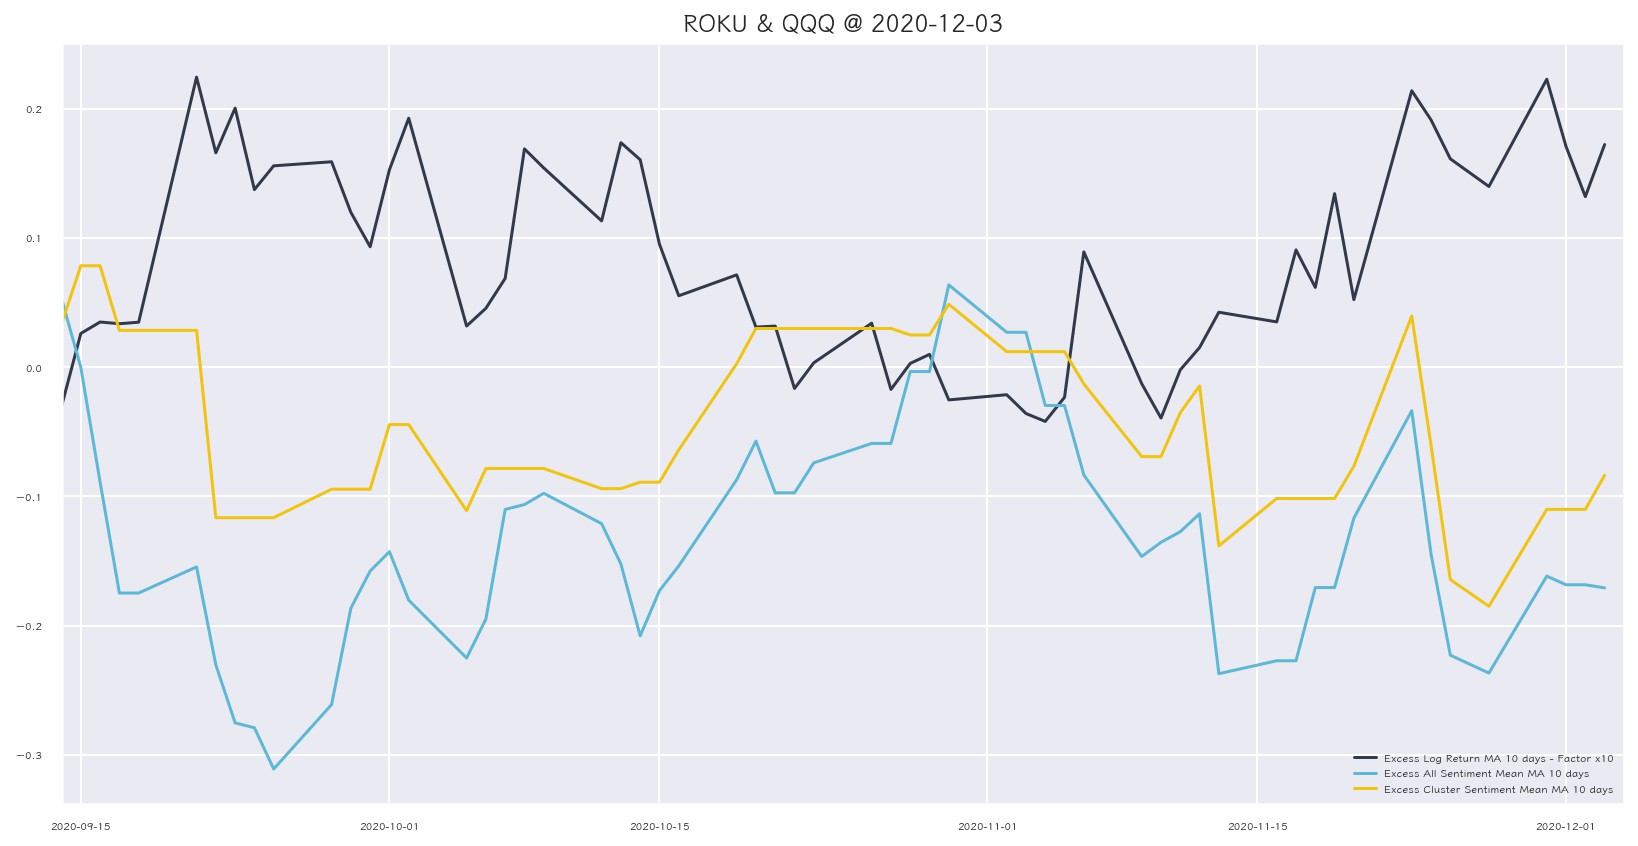 ROKU & QQQ @ 2020-12-03
0.2
0.1
0.0
−0.1
−0.2
−0.3
Excess Log Return MA 10 days - Factor x10
Excess All Sentiment Mean MA 10 days
Excess Cluster Sentiment Mean MA 10 days
2020-09-15 2020-10-01 2020-10-15 2020-11-01 2020-11-15 2020-12-01